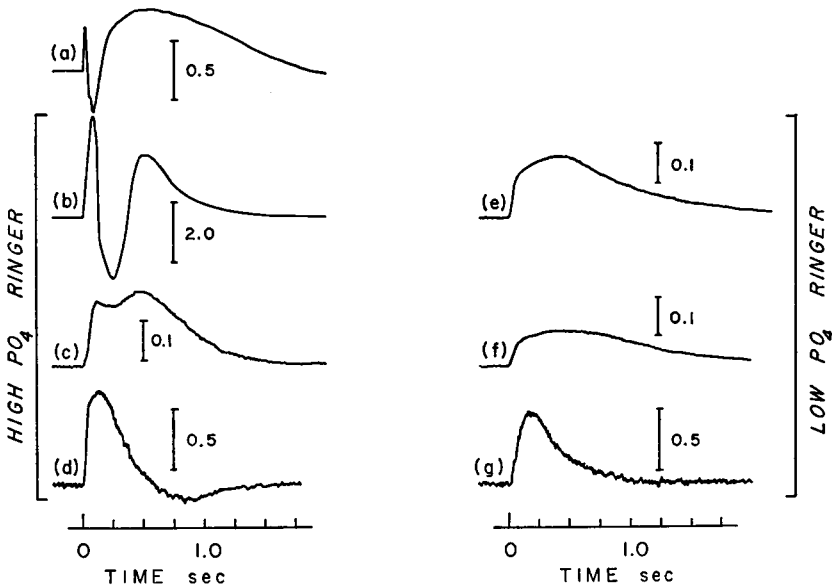 (a)
0.5
HIGH PO4 RINGER
(b)
2.0
(c)
0.1
(d)
0.5
0
1.0
TIME sec
LOW PO4 RINGER
(e)
0.1
(f)
0.1
(g)
0.5
0
1.0
TIME sec